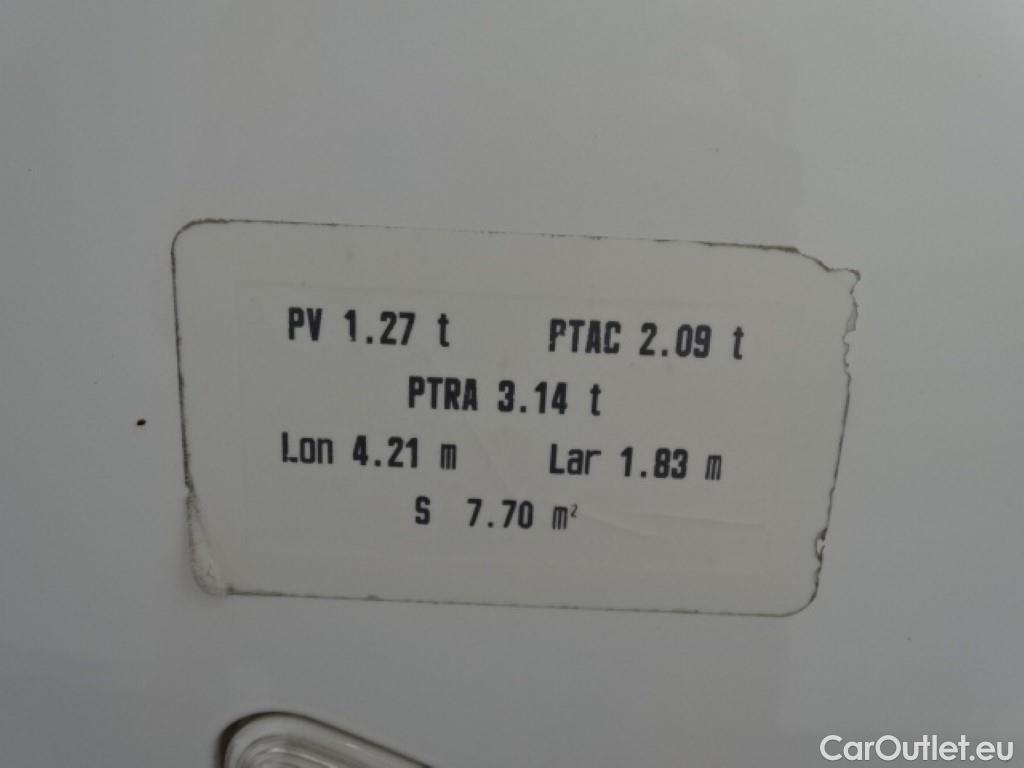 PV 1.27 t PTAC 2.09 t
PTRA 3.14 t
Lon 4.21 m Lar 1.83 m
S 7.70 m²
CarOutlet.eu